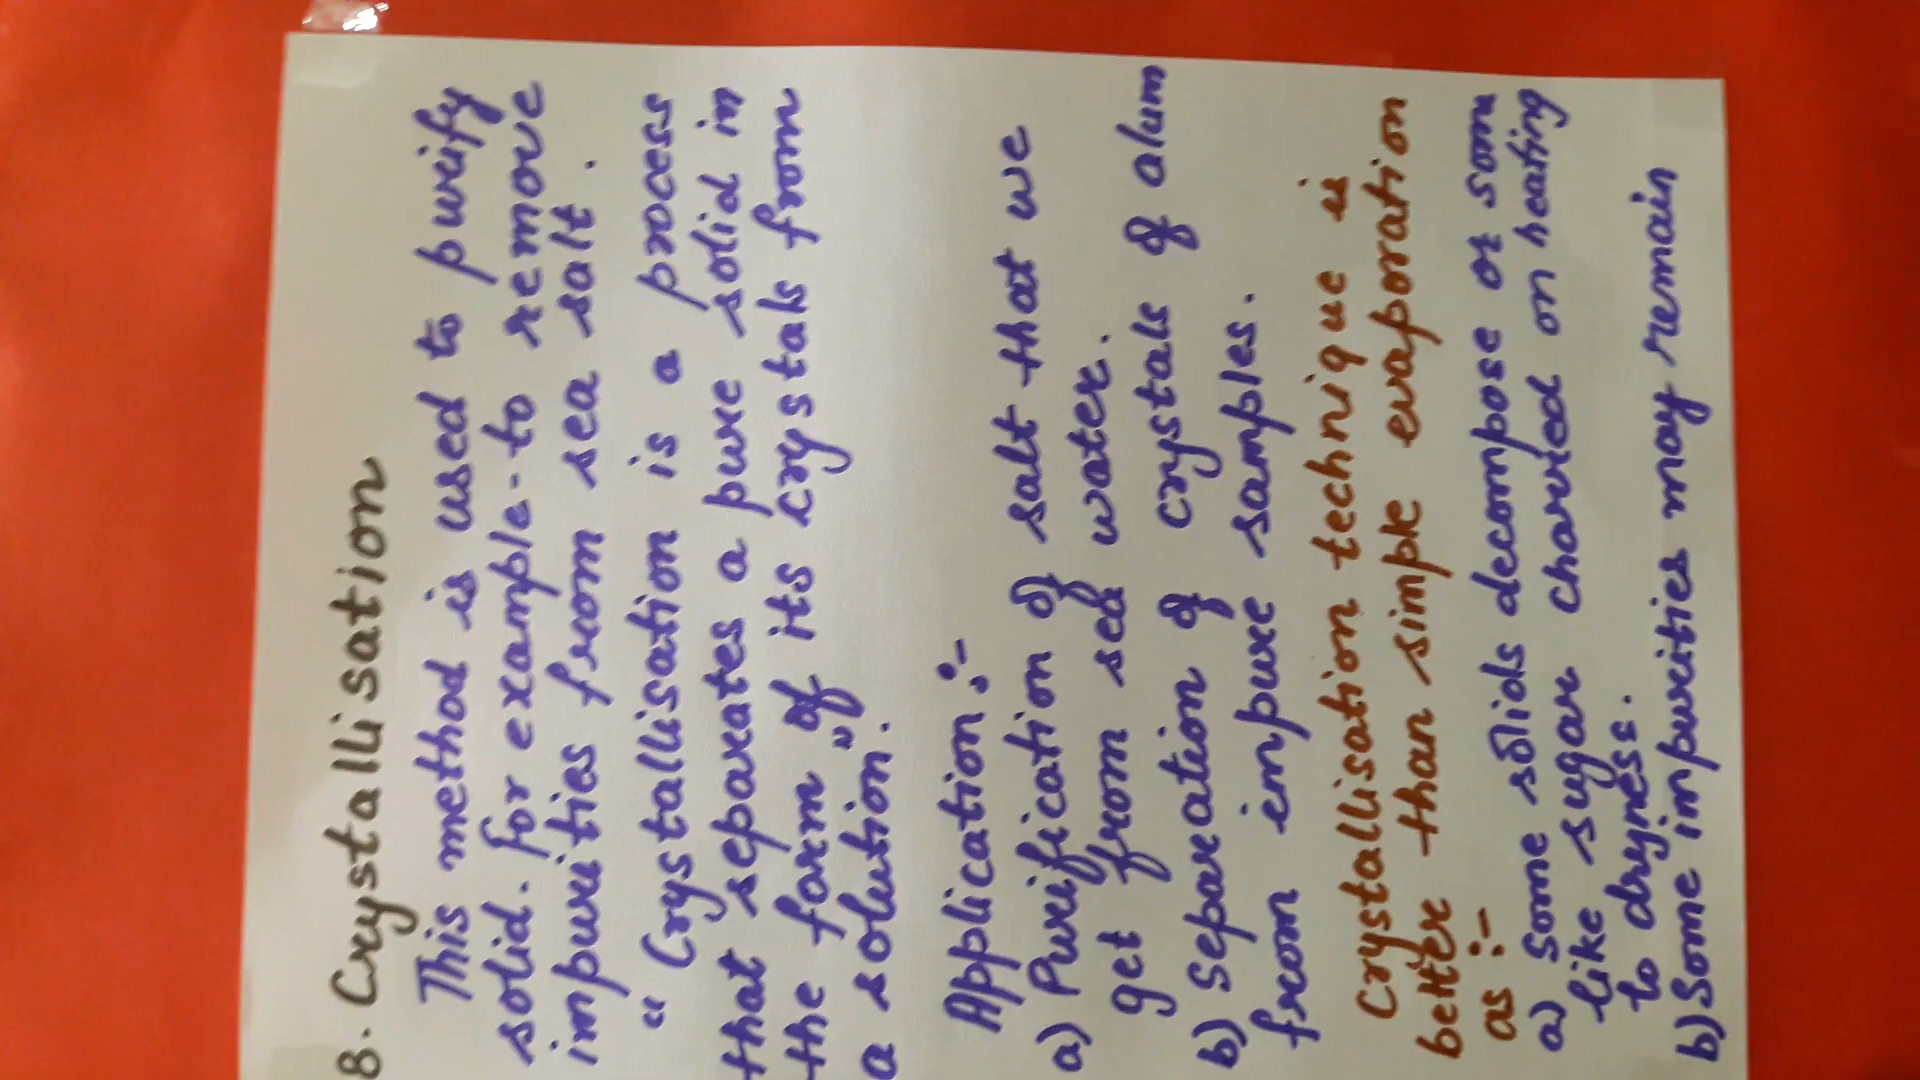 8. Crystallisation
This method is used to purify
solid. for example - to remove
impurities from sea salt.
"Crystallisation is a process
that separates a pure solid in
the form of its crystals from
a solution".
Application :-
a) Purification of salt that we
get from sea water.
b) separation of crystals of alum
from impure samples.
Crystallisation technique is
better than simple evaporation
as :-
a) some solids decompose or som
like sugar charried on heating
to dryness.
b) Some impurities may remain